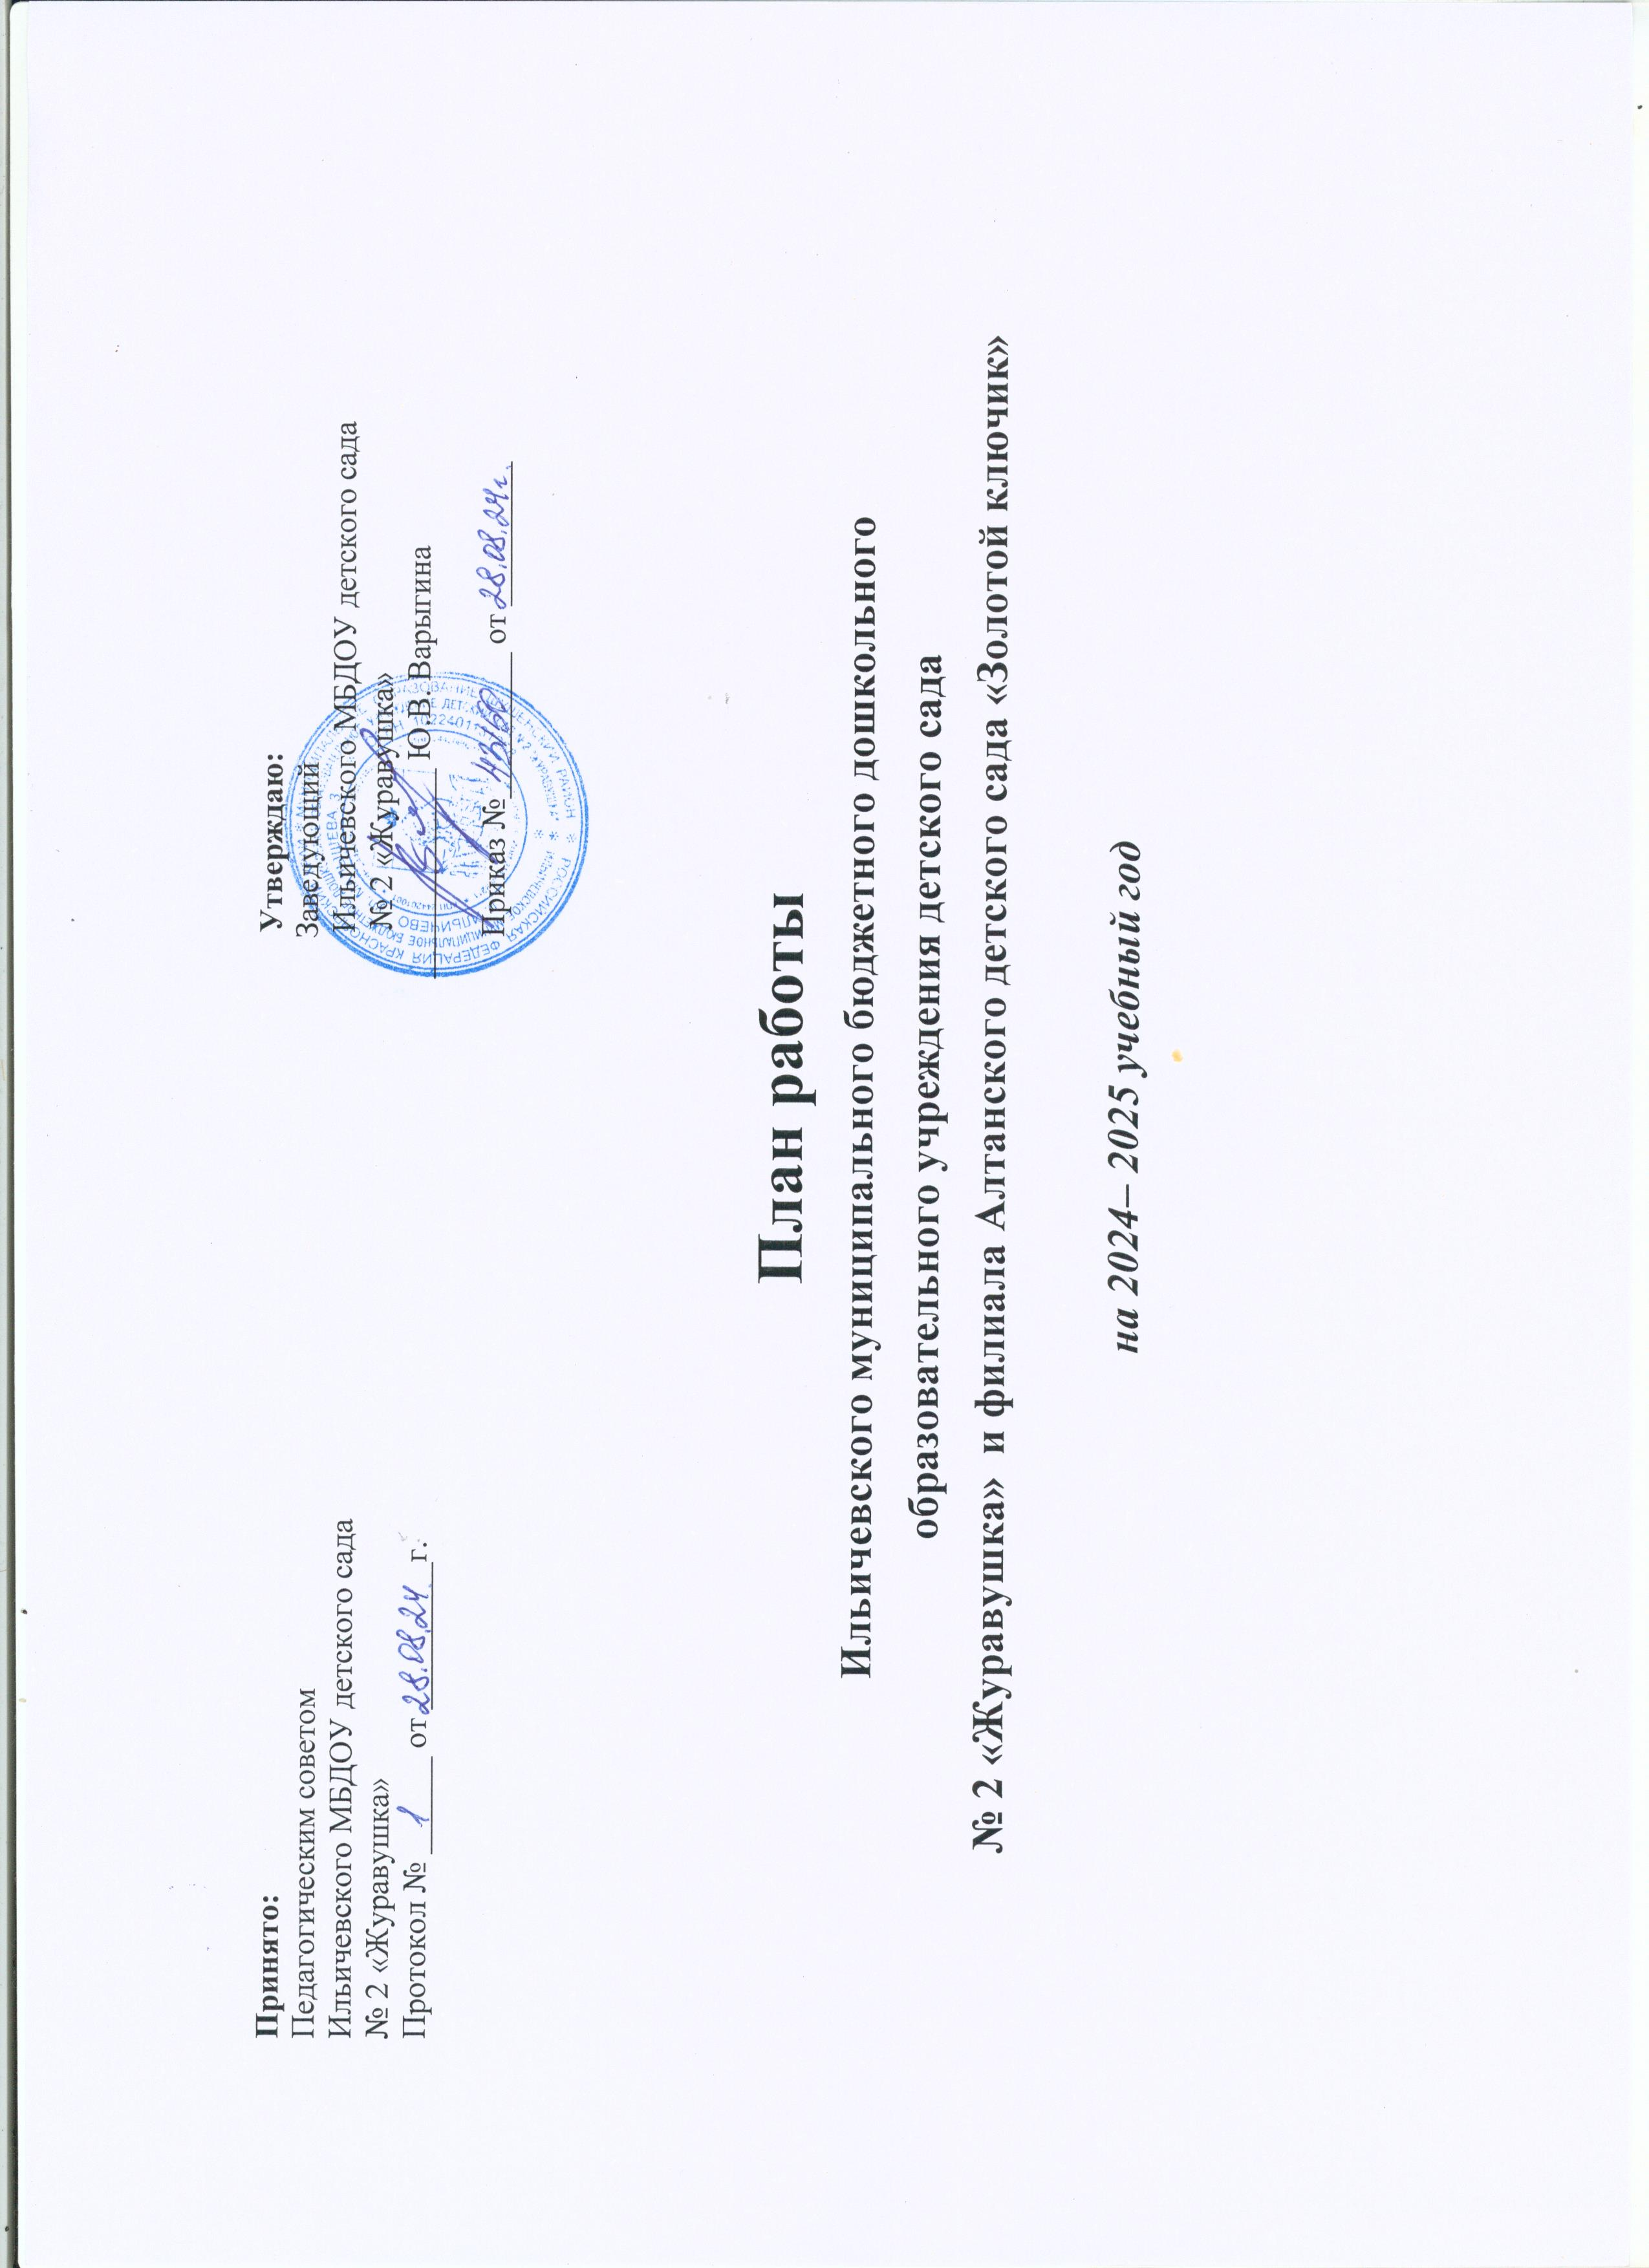 Принято:
Педагогическим советом
Ильичевского МБДОУ детского сада
№ 2 «Журавушка»
Протокол № 1 от 28.08.24 г.
Утверждаю:
Заведующий
Ильичевского МБДОУ детского сада
№ 2 «Журавушка»
Ю.В. Варыгина
Приказ № от 28.08.24г.
План работы
Ильичевского муниципального бюджетного дошкольного
образовательного учреждения детского сада
№ 2 «Журавушка» и филиала Алтанского детского сада «Золотой ключик»
на 2024– 2025 учебный год